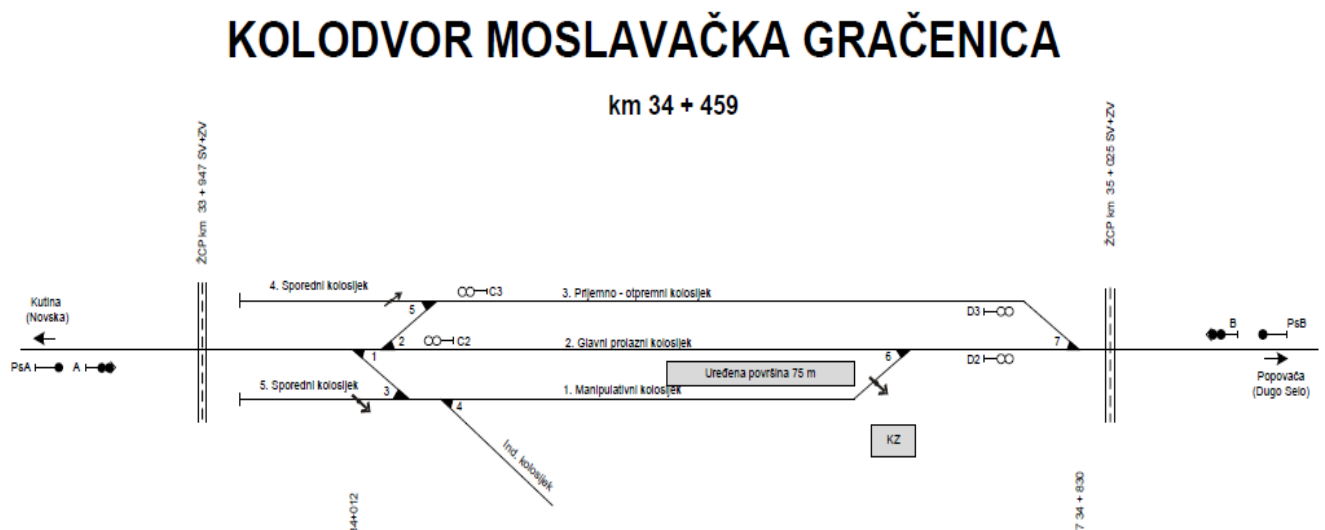 KOLODVOR MOSLAVAČKA GRAČENICA
km 34 + 459
ŽCP km 33 + 947 SV+ZV
ŽCP km 35 + 025 SV+ZV
4. Sporedni kolosijek
5
C3
3. Prijemno - otpremni kolosijek
D3
Kutina
(Novska)
B
PsB
1
2
C2
2. Glavni prolazni kolosijek
6
D2
7
PsA
A
Uređena površina 75 m
Popovača
(Dugo Selo)
5. Sporedni kolosijek
3
4
1. Manipulativni kolosijek
KZ
Ind. kolosijek
34+012
7 34 + 830